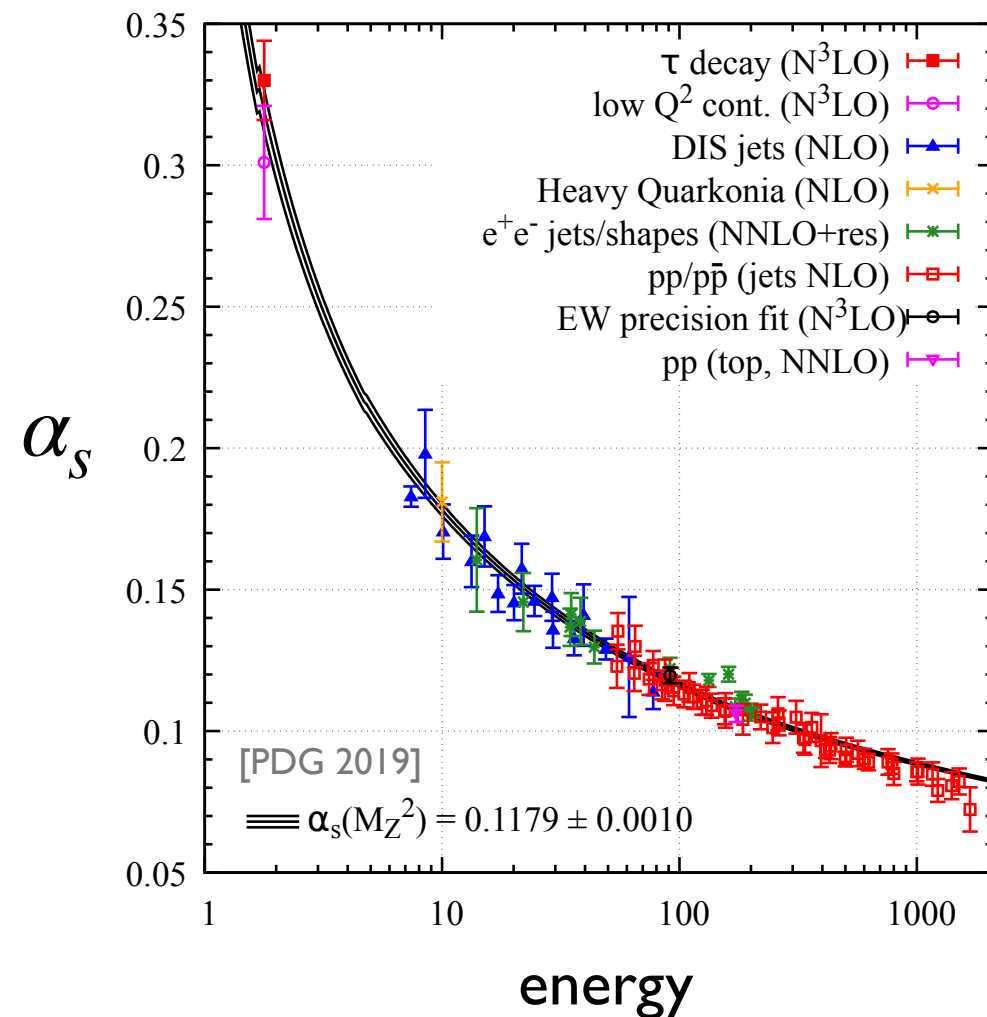 0.35
τ decay (N³LO)
low Q² cont. (N³LO)
DIS jets (NLO)
Heavy Quarkonia (NLO)
e⁺e⁻ jets/shapes (NNLO+res)
pp/pp̄ (jets NLO)
EW precision fit (N³LO)
pp (top, NNLO)
0.3
0.25
αₛ
0.2
0.15
0.1
[PDG 2019]
αₛ(M_Z²) = 0.1179 ± 0.0010
0.05
1 10 100 1000
energy